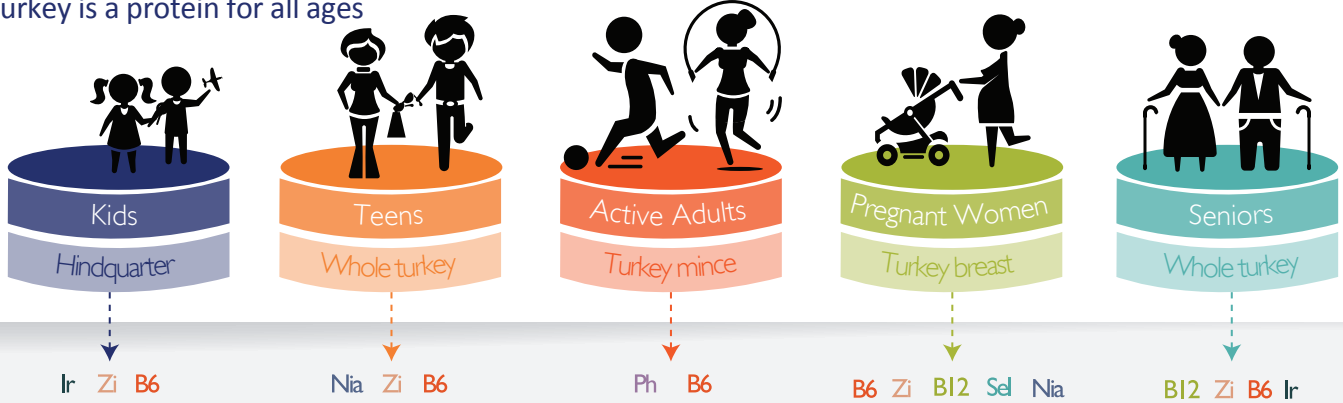 urkey is a protein for all ages
Kids
Hindquarter
Ir Zi B6
Teens
Whole turkey
Nia Zi B6
Active Adults
Turkey mince
Ph B6
Pregnant Women
Turkey breast
B6 Zi B12 Sel Nia
Seniors
Whole turkey
B12 Zi B6 Ir